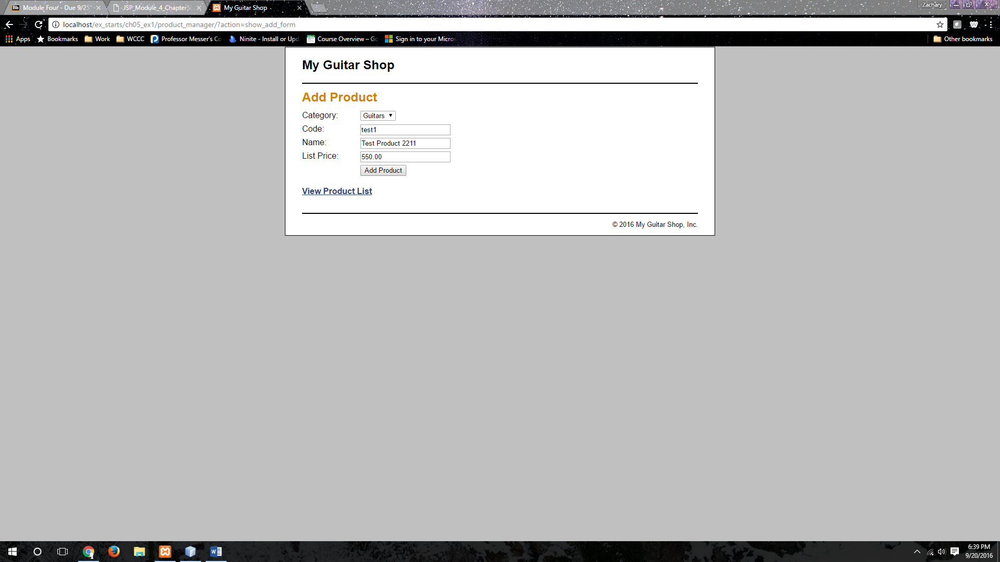 Bb Module Four - Due 9/25
JSP_Module_4_Chapter5
My Guitar Shop
Zachary
localhost/ex_starts/ch05_ex1/product_manager/?action=show_add_form
Apps Bookmarks Work WCCC Professor Messer's Co Ninite - Install or Upd Course Overview – Go Sign in to your Micros Other bookmarks
My Guitar Shop
Add Product
Category: Guitars
Code: test1
Name: Test Product 2211
List Price: 550.00
Add Product
View Product List
© 2016 My Guitar Shop, Inc.
6:39 PM
9/20/2016